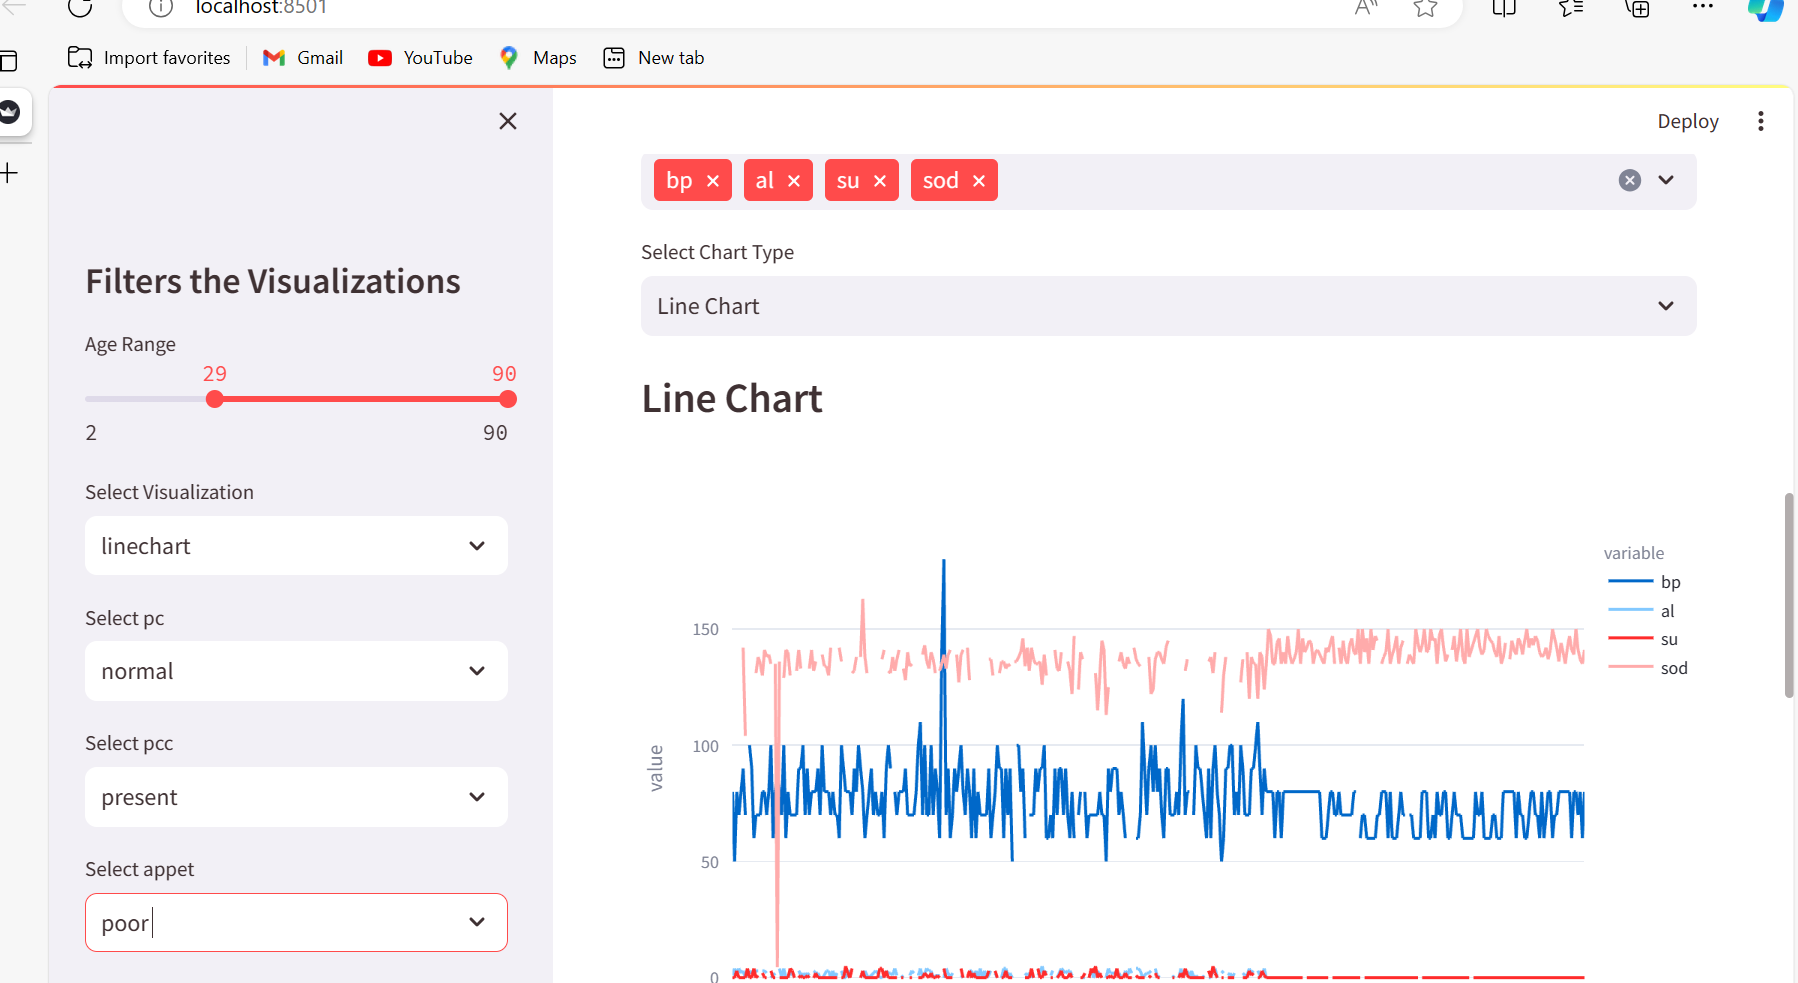 localhost:8501
Import favorites Gmail YouTube Maps New tab
Deploy
Filters the Visualizations
Age Range
29 90
2 90
Select Visualization
linechart
Select pc
normal
Select pcc
present
Select appet
poor
bp al su sod
Select Chart Type
Line Chart
Line Chart
variable
bp
al
su
sod
value
150
100
50
0